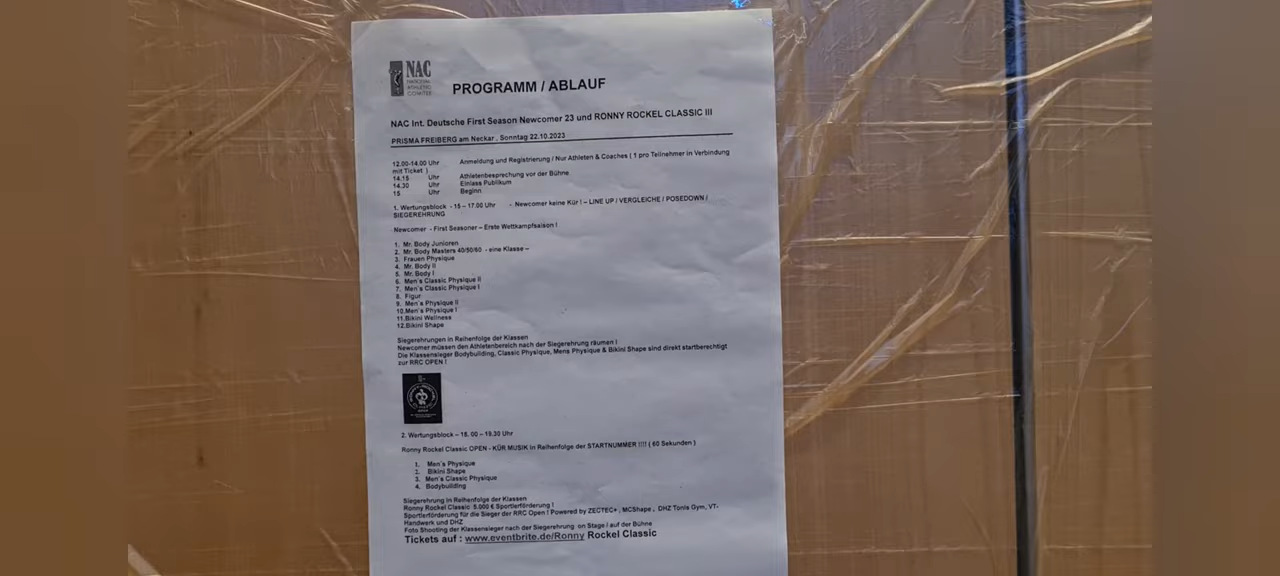 NAC
NATIONAL
ATHLETIC
COMITEE
PROGRAMM / ABLAUF
NAC Int. Deutsche First Season Newcomer 23 und RONNY ROCKEL CLASSIC III
PRISMA FREIBERG am Neckar , Sonntag 22.10.2023
12.00-14.00 Uhr Anmeldung und Registrierung / Nur Athleten & Coaches ( 1 pro Teilnehmer in Verbindung
mit Ticket )
14.15 Uhr Athletenbesprechung vor der Bühne
14.30 Uhr Einlass Publikum
15 Uhr Beginn
1. Wertungsblock - 15 – 17.00 Uhr - Newcomer keine Kür ! – LINE UP / VERGLEICHE / POSEDOWN /
SIEGEREHRUNG
Newcomer - First Seasoner – Erste Wettkampfsaison !
1. Mr. Body Junioren
2. Mr. Body Masters 40/50/60 - eine Klasse –
3. Frauen Physique
4. Mr. Body II
5. Mr. Body I
6. Men´s Classic Physique II
7. Men´s Classic Physique I
8. Figur
9. Men´s Physique II
10.Men´s Physique I
11.Bikini Wellness
12.Bikini Shape
Siegerehrungen in Reihenfolge der Klassen
Newcomer müssen den Athletenbereich nach der Siegerehrung räumen !
Die Klassensieger Bodybuilding, Classic Physique, Mens Physique & Bikini Shape sind direkt startberechtigt
zur RRC OPEN !
2. Wertungsblock – 18. 00 – 19.30 Uhr
Ronny Rockel Classic OPEN - KÜR MUSIK in Reihenfolge der STARTNUMMER !!!! ( 60 Sekunden )
1. Men´s Physique
2. Bikini Shape
3. Men´s Classic Physique
4. Bodybuilding
Siegerehrung in Reihenfolge der Klassen
Ronny Rockel Classic 5.000 € Sportlerförderung !
Sportlerförderung für die Sieger der RRC Open ! Powered by ZECTEC+ , MCShape , DHZ Tonis Gym, VT-
Handwerk und DHZ
Foto Shooting der Klassensieger nach der Siegerehrung on Stage ! auf der Bühne
Tickets auf : www.eventbrite.de/Ronny Rockel Classic